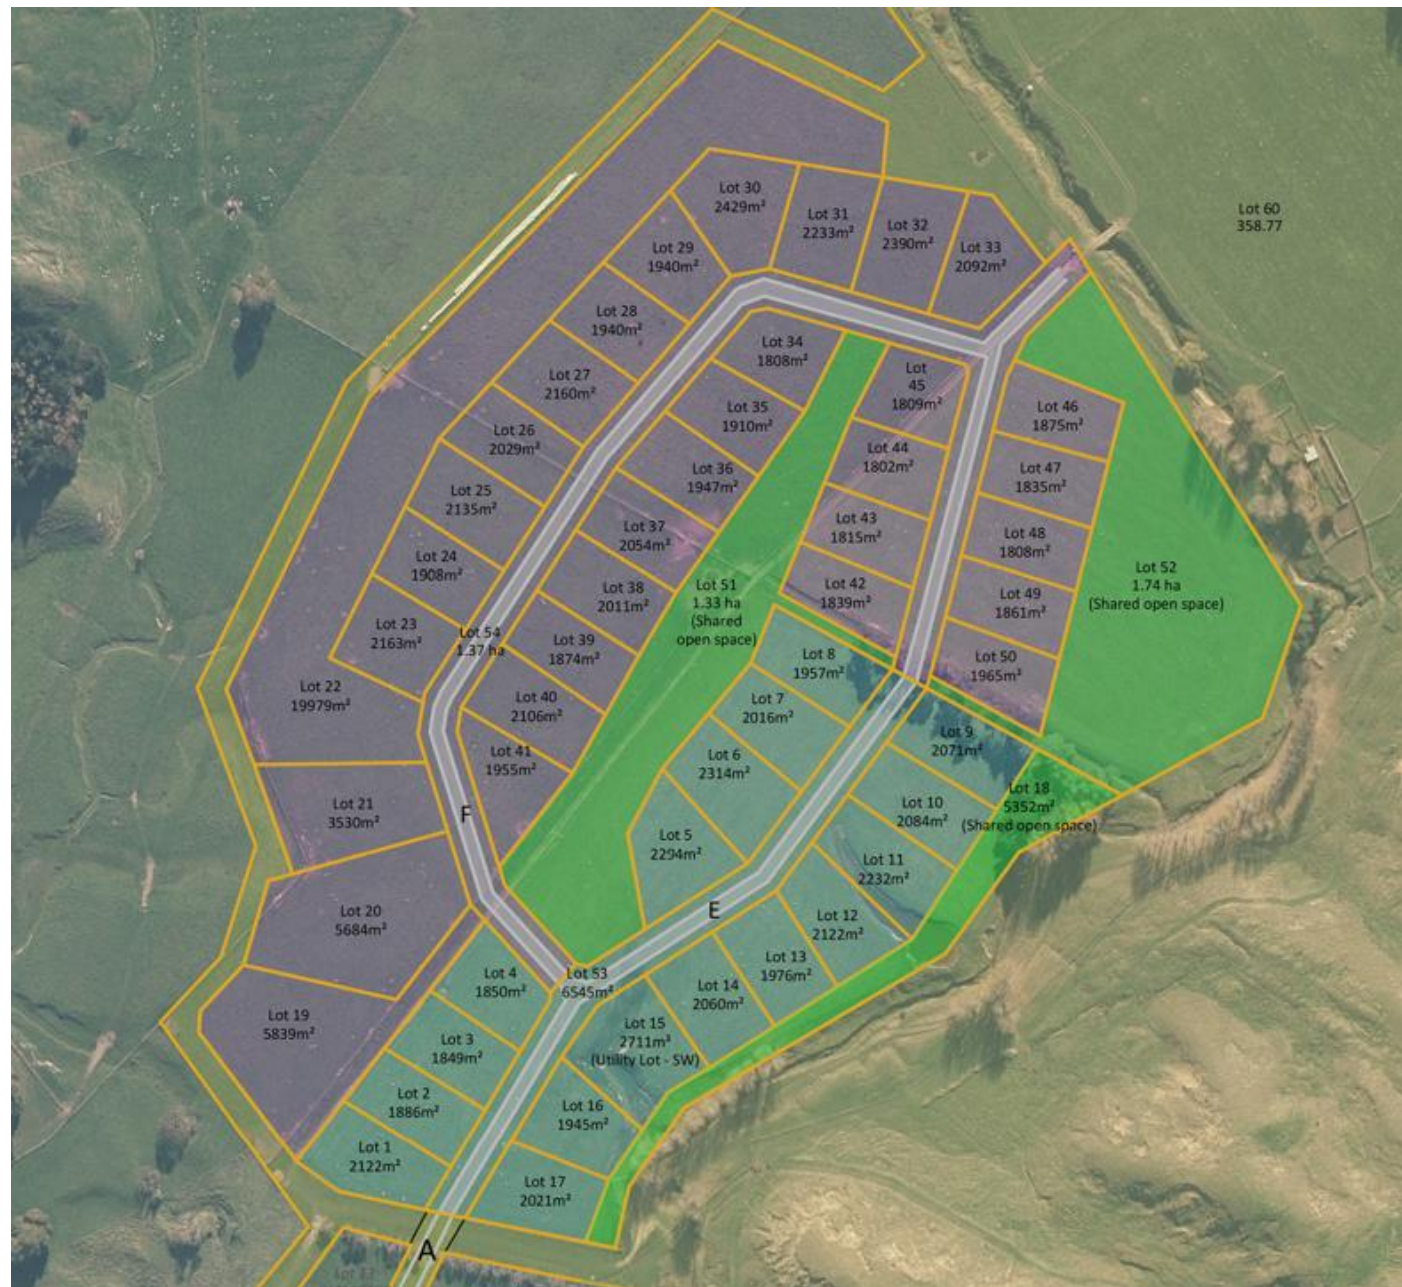 Lot 60
358.77
Lot 30
2429m²
Lot 31
2233m²
Lot 32
2390m²
Lot 33
2092m²
Lot 29
1940m²
Lot 28
1940m²
Lot 27
2160m²
Lot 26
2029m²
Lot 25
2135m²
Lot 24
1908m²
Lot 23
2163m²
Lot 22
19979m²
Lot 21
3530m²
Lot 20
5684m²
Lot 19
5839m²
Lot 34
1808m²
Lot 35
1910m²
Lot 36
1947m²
Lot 37
2054m²
Lot 38
2011m²
Lot 39
1874m²
Lot 40
2106m²
Lot 41
1955m²
Lot 54
1.37 ha
F
Lot
45
1809m²
Lot 44
1802m²
Lot 43
1815m²
Lot 42
1839m²
Lot 46
1875m²
Lot 47
1835m²
Lot 48
1808m²
Lot 49
1861m²
Lot 50
1965m²
Lot 51
1.33 ha
(Shared
open space)
Lot 52
1.74 ha
(Shared open space)
Lot 8
1957m²
Lot 7
2016m²
Lot 6
2314m²
Lot 5
2294m²
Lot 9
2071m²
Lot 10
2084m²
Lot 11
2232m²
Lot 12
2122m²
Lot 13
1976m²
Lot 14
2060m²
Lot 15
2711m²
(Utility Lot - SW)
Lot 16
1945m²
Lot 17
2021m²
Lot 18
5352m²
(Shared open space)
E
Lot 53
6545m²
Lot 4
1850m²
Lot 3
1849m²
Lot 2
1886m²
Lot 1
2122m²
A